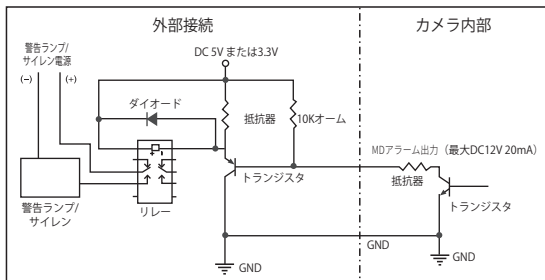 外部接続
カメラ内部
警告ランプ/
サイレン電源
(−)
(+)
DC 5V または3.3V
ダイオード
抵抗器
10Kオーム
MDアラーム出力（最大DC12V 20mA）
抵抗器
トランジスタ
トランジスタ
リレー
警告ランプ/
サイレン
GND
GND
GND